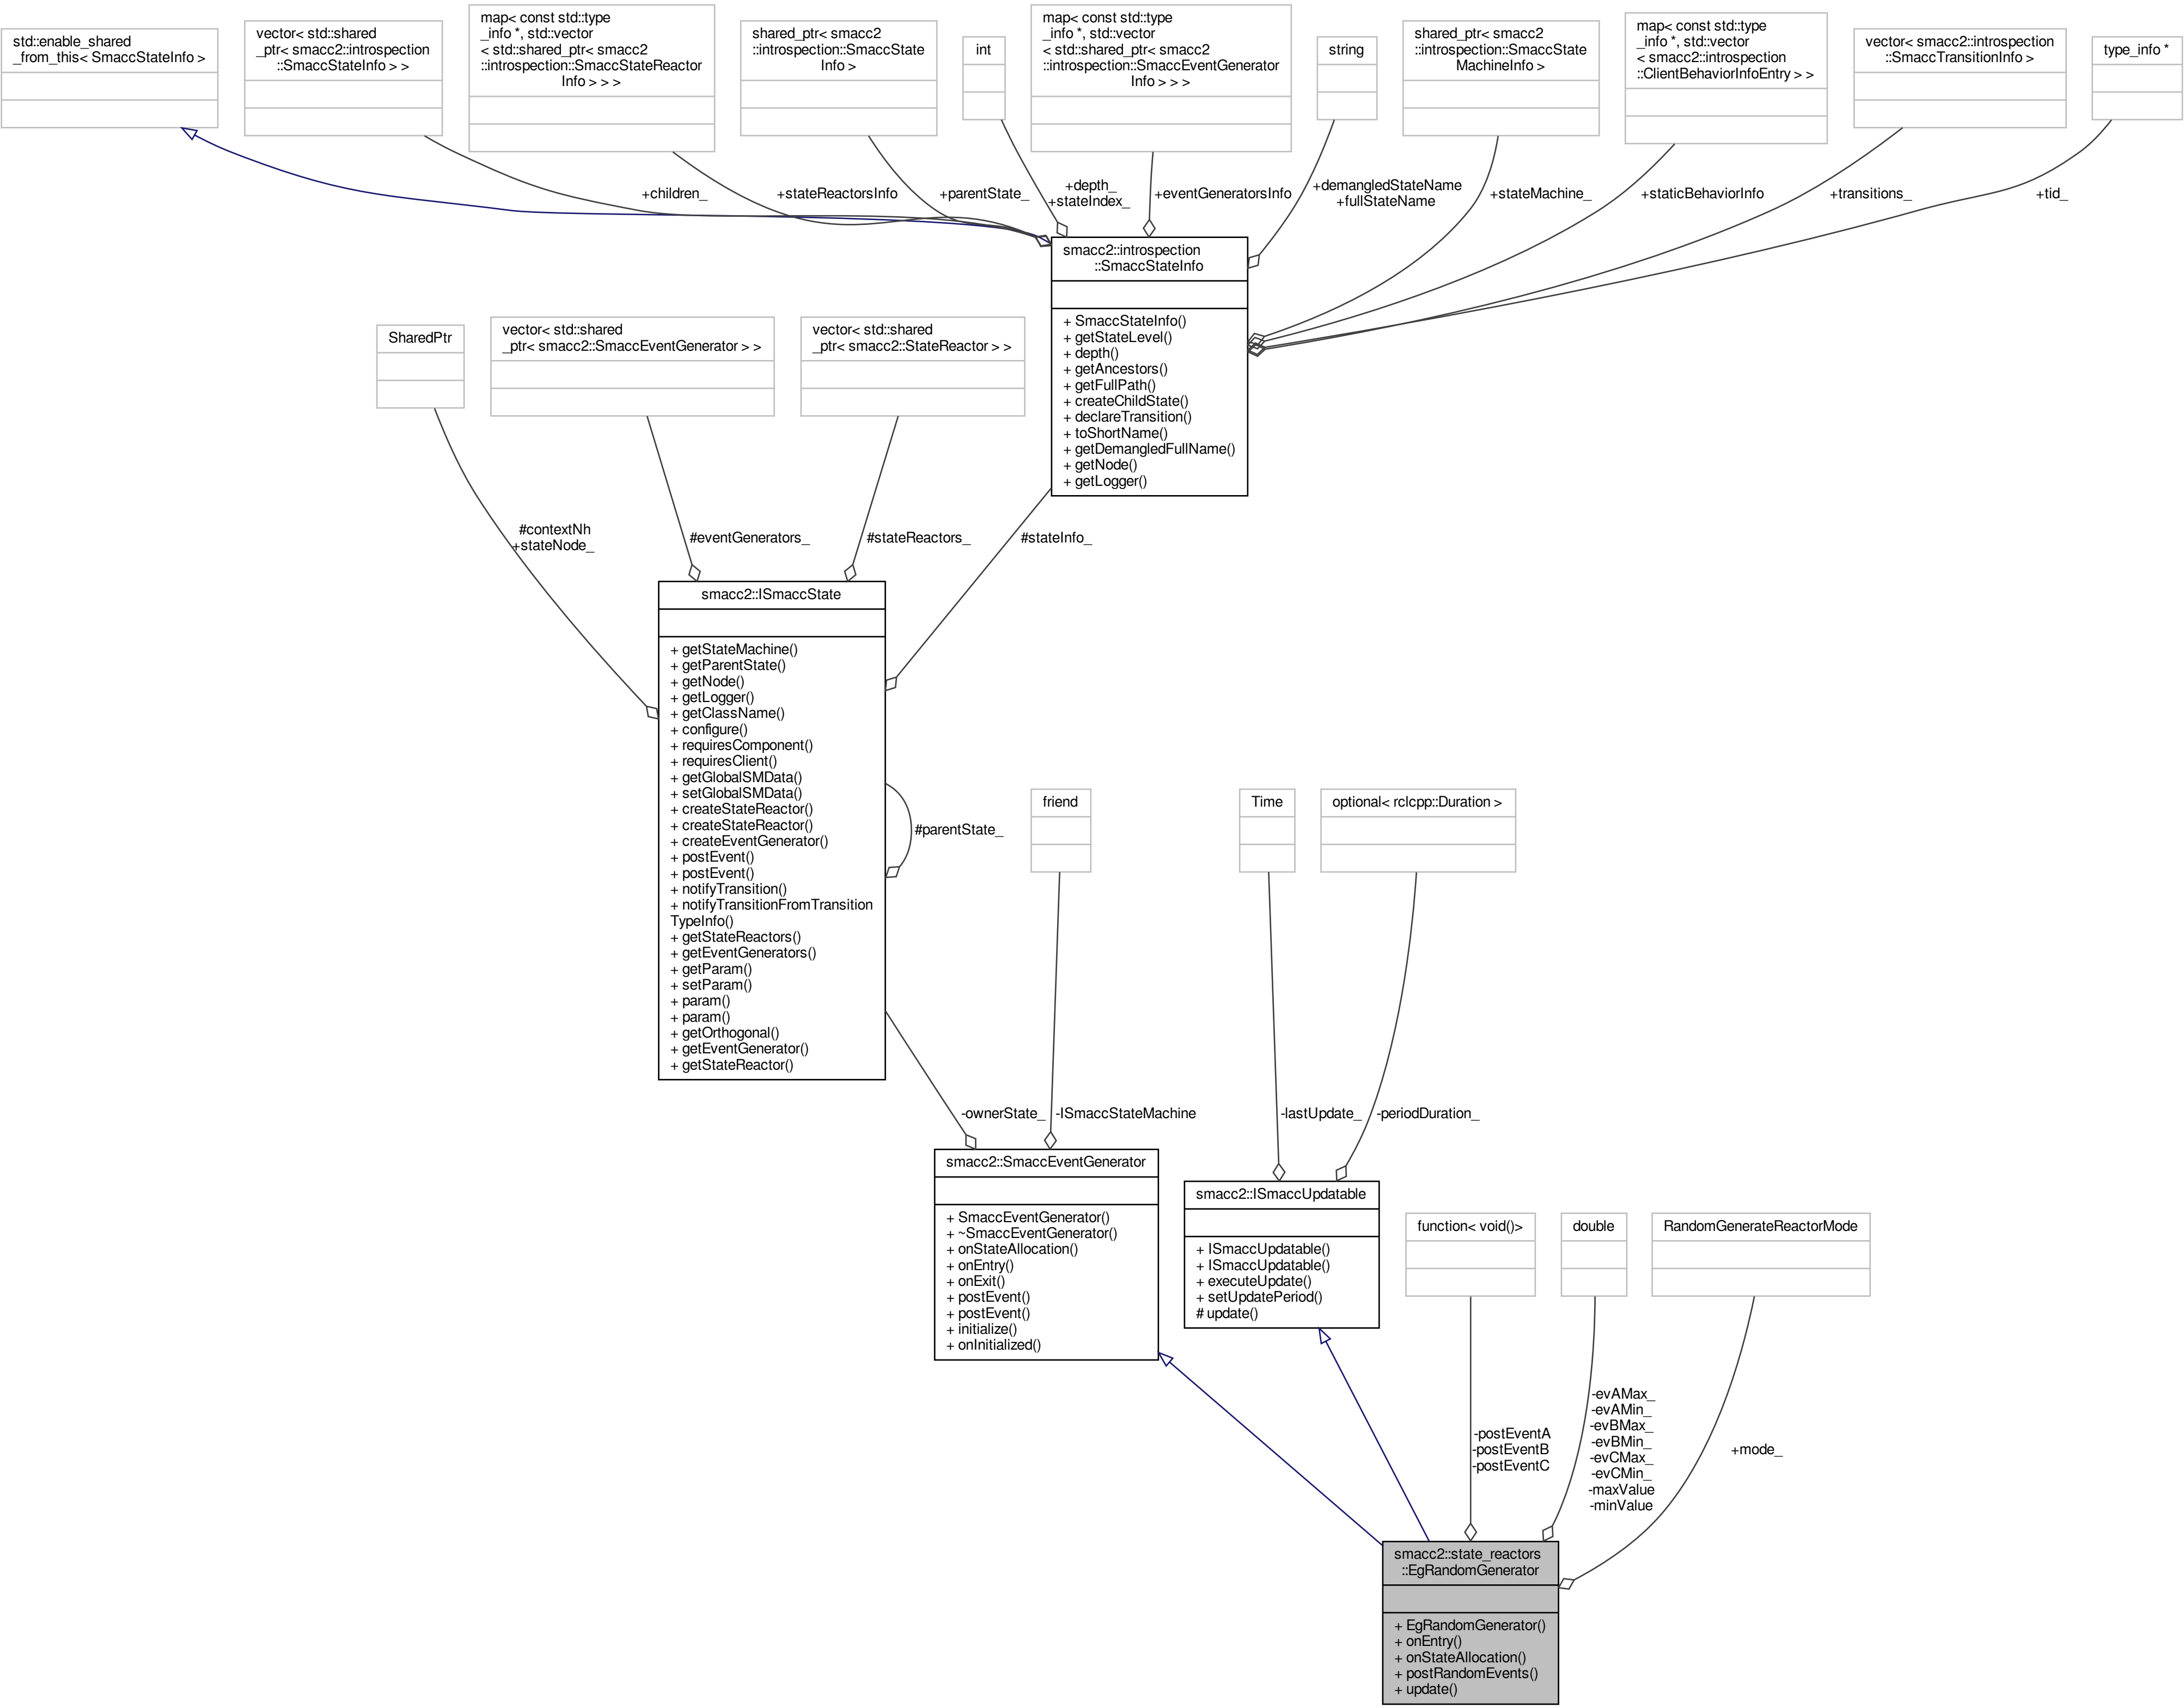 std::enable_shared
_from_this< SmaccStateInfo >
vector< std::shared
_ptr< smacc2::introspection
::SmaccStateInfo > >
map< const std::type
_info *, std::vector
< std::shared_ptr< smacc2
::introspection::SmaccStateReactor
Info > > >
shared_ptr< smacc2
::introspection::SmaccState
Info >
int
map< const std::type
_info *, std::vector
< std::shared_ptr< smacc2
::introspection::SmaccEventGenerator
Info > > >
string
shared_ptr< smacc2
::introspection::SmaccState
MachineInfo >
map< const std::type
_info *, std::vector
< smacc2::introspection
::ClientBehaviorInfoEntry > >
vector< smacc2::introspection
::SmaccTransitionInfo >
type_info *
+children_
+stateReactorsInfo
+parentState_
+depth_
+stateIndex_
+eventGeneratorsInfo
+demangledStateName
+fullStateName
+stateMachine_
+staticBehaviorInfo
+transitions_
+tid_
smacc2::introspection
::SmaccStateInfo
+ SmaccStateInfo()
+ getStateLevel()
+ depth()
+ getAncestors()
+ getFullPath()
+ createChildState()
+ declareTransition()
+ toShortName()
+ getDemangledFullName()
+ getNode()
+ getLogger()
SharedPtr
vector< std::shared
_ptr< smacc2::SmaccEventGenerator > >
vector< std::shared
_ptr< smacc2::StateReactor > >
#contextNh
+stateNode_
#eventGenerators_
#stateReactors_
#stateInfo_
smacc2::ISmaccState
+ getStateMachine()
+ getParentState()
+ getNode()
+ getLogger()
+ getClassName()
+ configure()
+ requiresComponent()
+ requiresClient()
+ getGlobalSMData()
+ setGlobalSMData()
+ createStateReactor()
+ createStateReactor()
+ createEventGenerator()
+ postEvent()
+ postEvent()
+ notifyTransition()
+ notifyTransitionFromTransition
TypeInfo()
+ getStateReactors()
+ getEventGenerators()
+ getParam()
+ setParam()
+ param()
+ param()
+ getOrthogonal()
+ getEventGenerator()
+ getStateReactor()
#parentState_
friend
Time
optional< rclcpp::Duration >
-ownerState_
-ISmaccStateMachine
-lastUpdate_
-periodDuration_
smacc2::SmaccEventGenerator
+ SmaccEventGenerator()
+ ~SmaccEventGenerator()
+ onStateAllocation()
+ onEntry()
+ onExit()
+ postEvent()
+ postEvent()
+ initialize()
+ onInitialized()
smacc2::ISmaccUpdatable
+ ISmaccUpdatable()
+ ISmaccUpdatable()
+ executeUpdate()
+ setUpdatePeriod()
# update()
function< void()>
double
RandomGenerateReactorMode
-postEventA
-postEventB
-postEventC
-evAMax_
-evAMin_
-evBMax_
-evBMin_
-evCMax_
-evCMin_
-maxValue
-minValue
+mode_
smacc2::state_reactors
::EgRandomGenerator
+ EgRandomGenerator()
+ onEntry()
+ onStateAllocation()
+ postRandomEvents()
+ update()